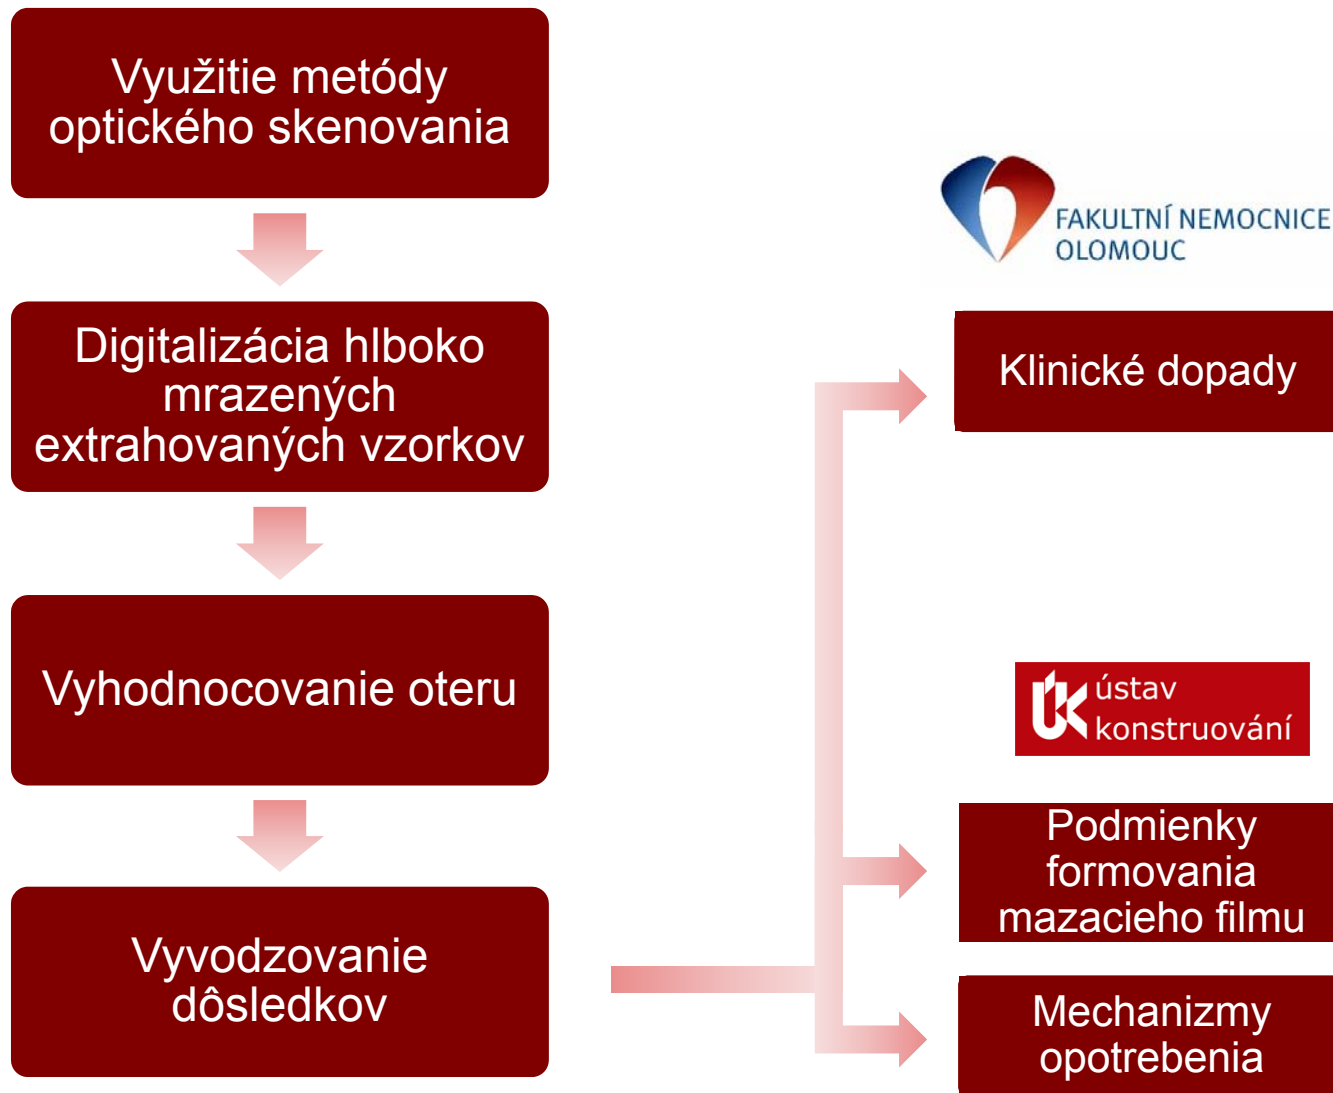 Využitie metódy
optického skenovania
Digitalizácia hlboko
mrazených
extrahovaných vzorkov
Vyhodnocovanie oteru
Vyvodzovanie
dôsledkov
FAKULTNÍ NEMOCNICE
OLOMOUC
Klinické dopady
ÚK ústav
konstruování
Podmienky
formovania
mazacieho filmu
Mechanizmy
opotrebenia